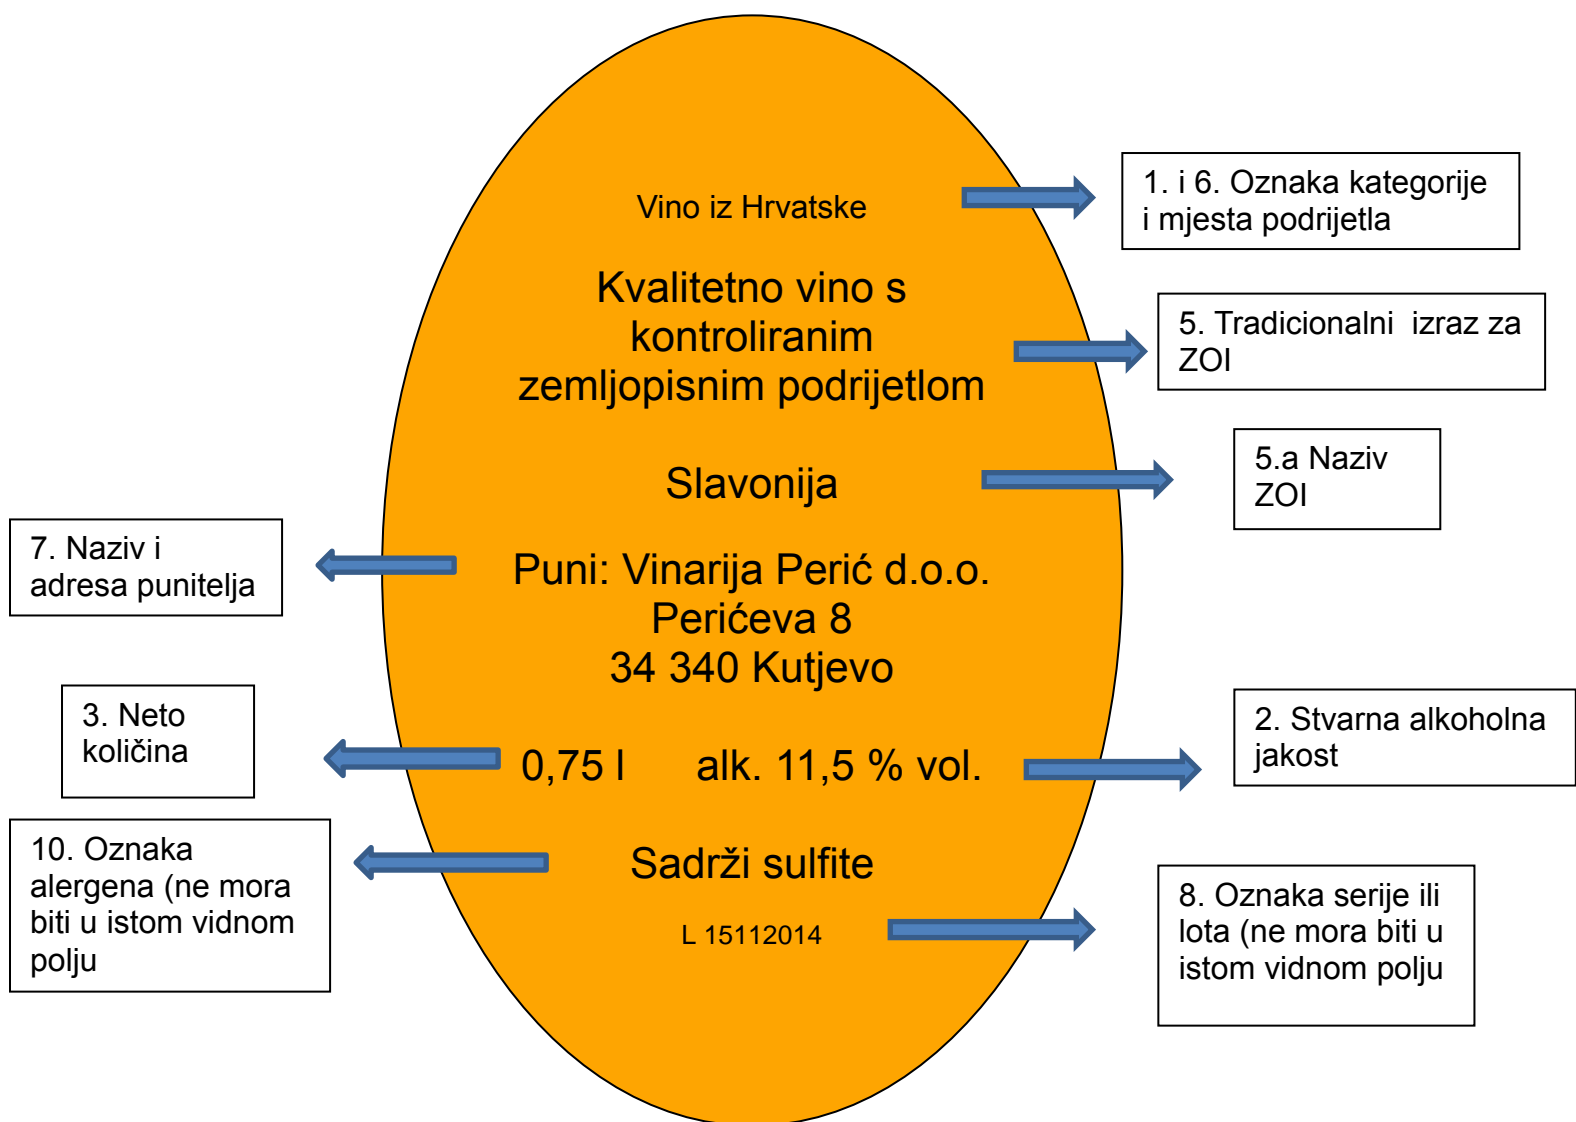 Vino iz Hrvatske
1. i 6. Oznaka kategorije
i mjesta podrijetla
Kvalitetno vino s
kontroliranim
zemljopisnim podrijetlom
5. Tradicionalni izraz za
ZOI
Slavonija
5.a Naziv
ZOI
7. Naziv i
adresa punitelja
Puni: Vinarija Perić d.o.o.
Perićeva 8
34 340 Kutjevo
3. Neto
količina
0,75 l alk. 11,5 % vol.
2. Stvarna alkoholna
jakost
10. Oznaka
alergena (ne mora
biti u istom vidnom
polju
Sadrži sulfite
L 15112014
8. Oznaka serije ili
lota (ne mora biti u
istom vidnom polju